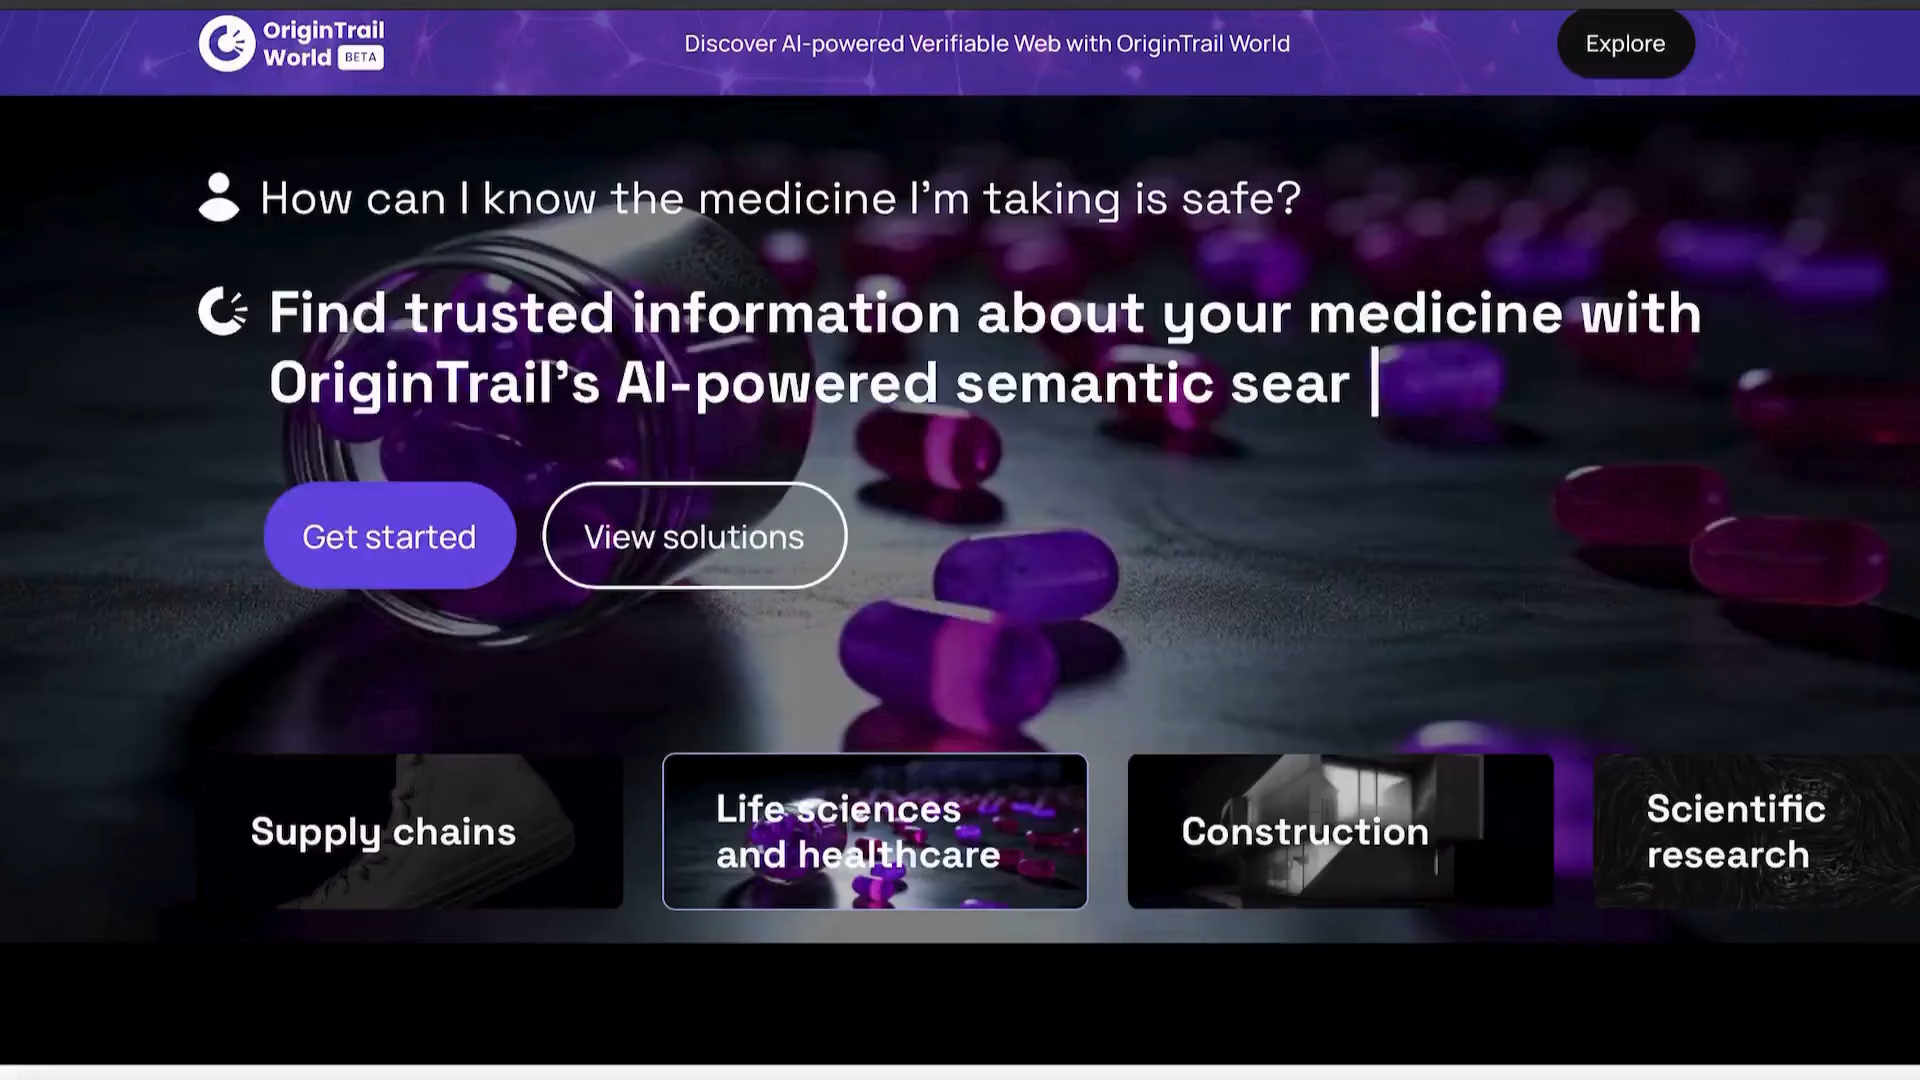 OriginTrail
World BETA
Discover AI-powered Verifiable Web with OriginTrail World
Explore
How can I know the medicine I’m taking is safe?
Find trusted information about your medicine with
OriginTrail’s AI-powered semantic sear
Get started
View solutions
Supply chains
Life sciences
and healthcare
Construction
Scientific
research